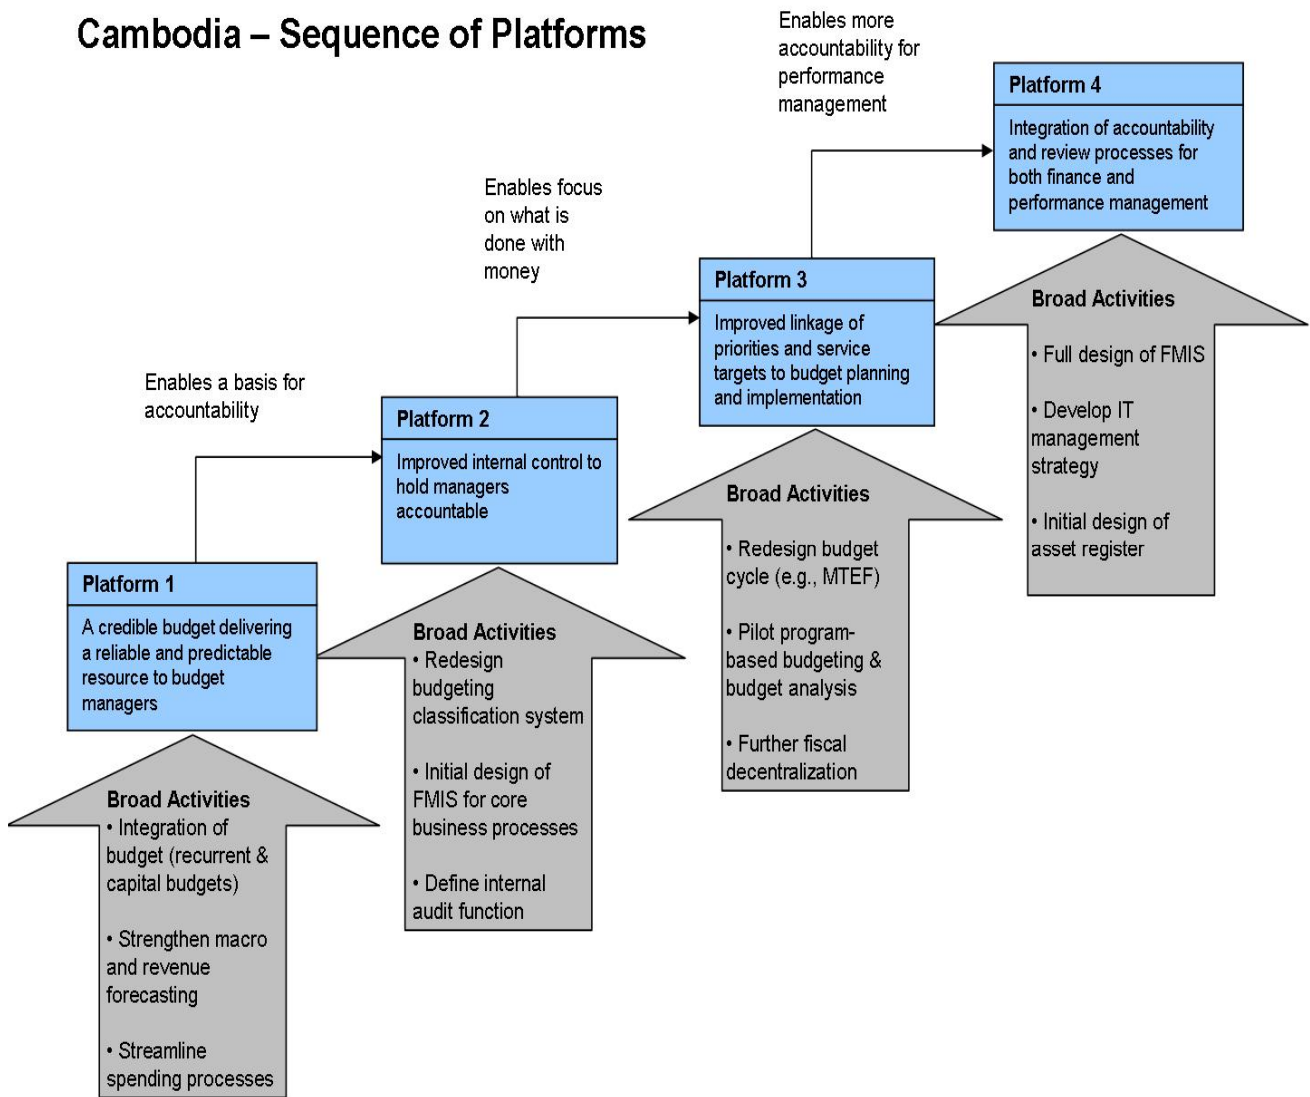 Cambodia – Sequence of Platforms
Enables a basis for
accountability
Enables focus
on what is
done with
money
Enables more
accountability for
performance
management
Platform 1
A credible budget delivering
a reliable and predictable
resource to budget
managers
Broad Activities
• Integration of
budget (recurrent &
capital budgets)
• Strengthen macro
and revenue
forecasting
• Streamline
spending processes
Platform 2
Improved internal control to
hold managers
accountable
Broad Activities
• Redesign
budgeting
classification system
• Initial design of
FMIS for core
business processes
• Define internal
audit function
Platform 3
Improved linkage of
priorities and service
targets to budget planning
and implementation
Broad Activities
• Redesign budget
cycle (e.g., MTEF)
• Pilot program-
based budgeting &
budget analysis
• Further fiscal
decentralization
Platform 4
Integration of accountability
and review processes for
both finance and
performance management
Broad Activities
• Full design of FMIS
• Develop IT
management
strategy
• Initial design of
asset register